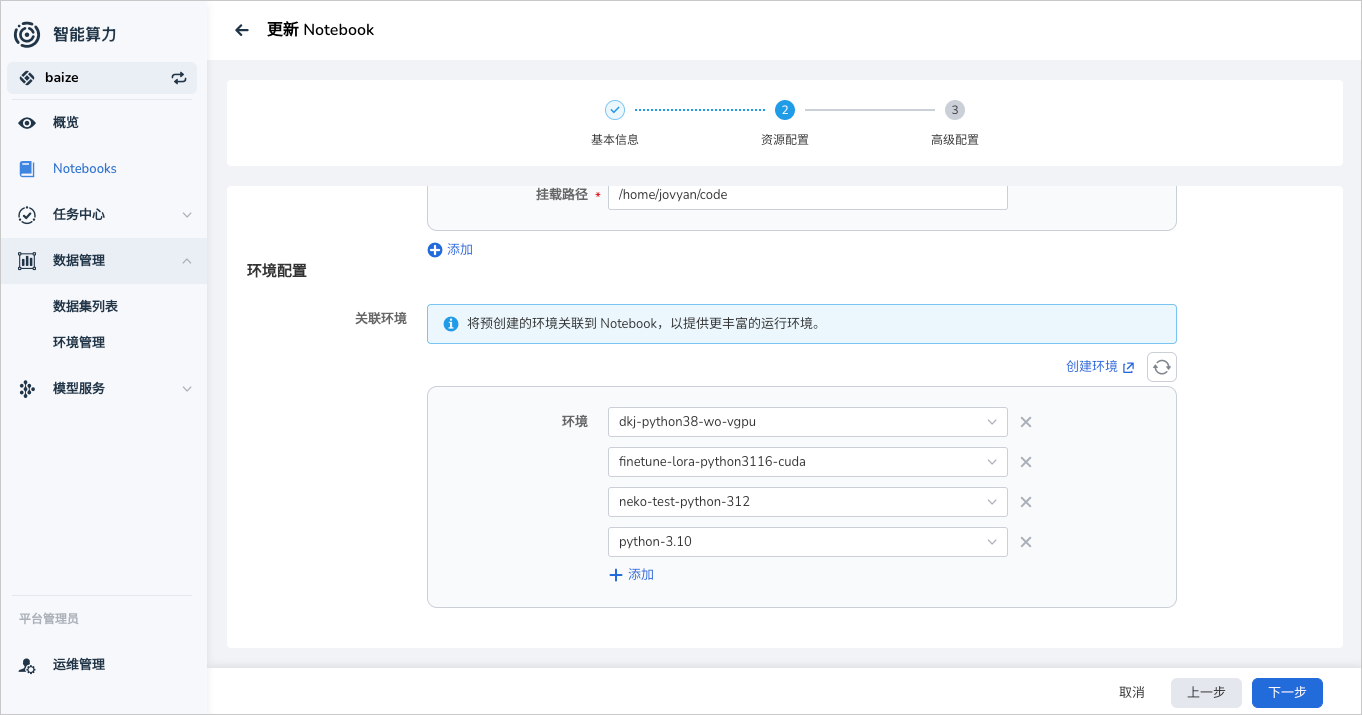 智能算力
baize
概览
Notebooks
任务中心
数据管理
数据集列表
环境管理
模型服务
平台管理员
运维管理
更新 Notebook
2
3
基本信息
资源配置
高级配置
挂载路径 *
/home/jovyan/code
添加
环境配置
关联环境
将预创建的环境关联到 Notebook，以提供更丰富的运行环境。
创建环境
环境
dkj-python38-wo-vgpu
finetune-lora-python3116-cuda
neko-test-python-312
python-3.10
添加
取消
上一步
下一步